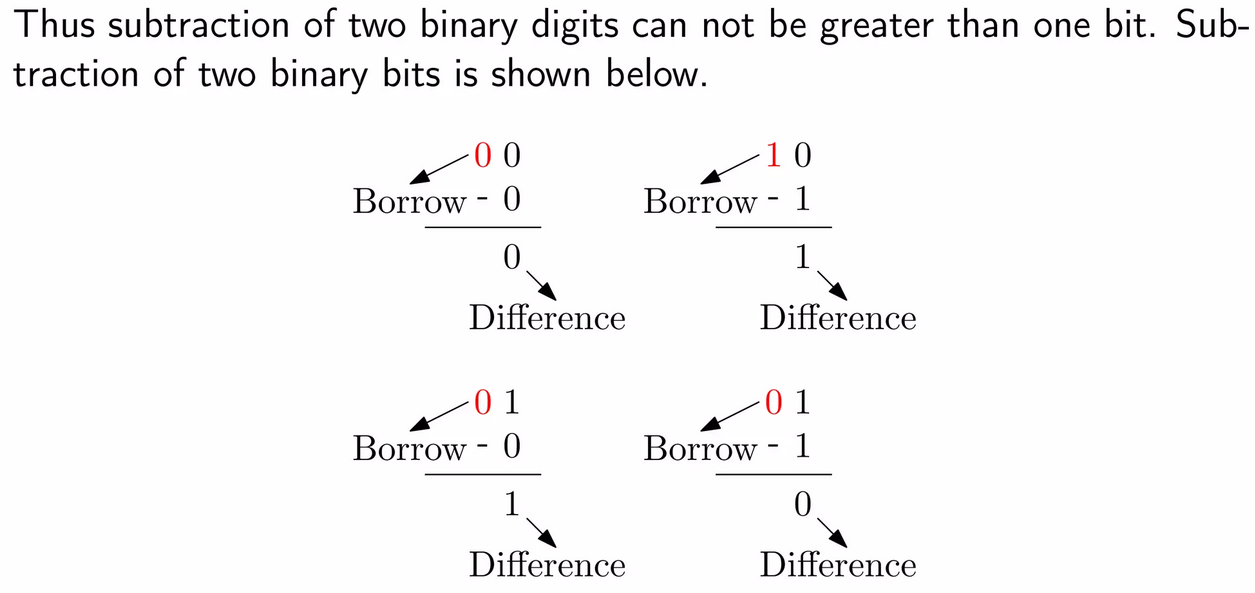 Thus subtraction of two binary digits can not be greater than one bit. Sub-
traction of two binary bits is shown below.
0 0
Borrow - 0
0
Difference
1 0
Borrow - 1
1
Difference
0 1
Borrow - 0
1
Difference
0 1
Borrow - 1
0
Difference